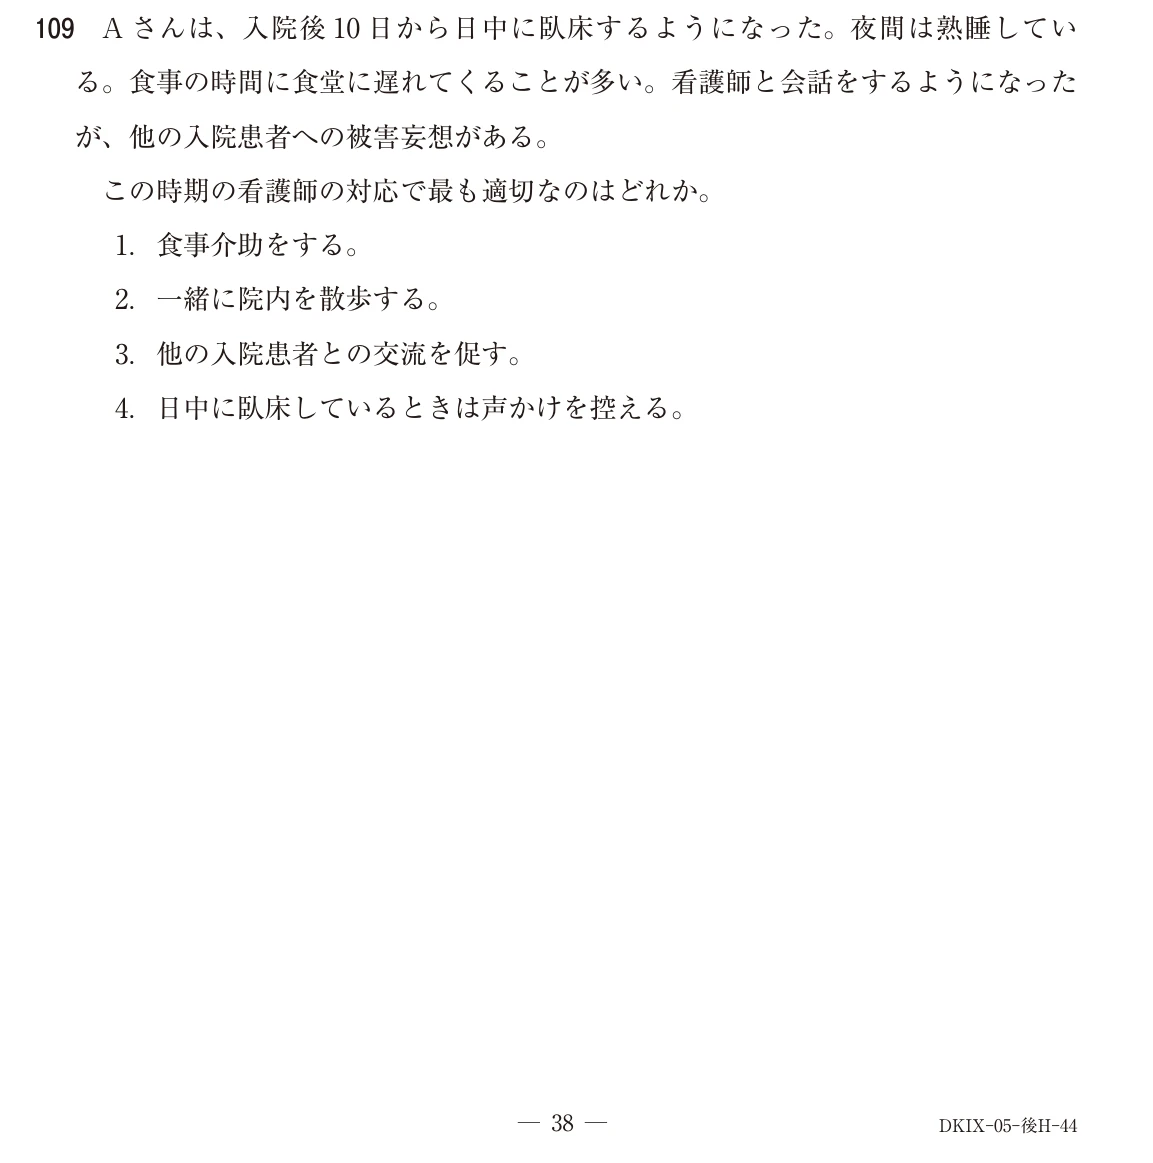 109　A さんは、入院後 10 日から日中に臥床するようになった。夜間は熟睡してい
る。食事の時間に食堂に遅れてくることが多い。看護師と会話をするようになった
が、他の入院患者への被害妄想がある。
この時期の看護師の対応で最も適切なのはどれか。
1. 食事介助をする。
2. 一緒に院内を散歩する。
3. 他の入院患者との交流を促す。
4. 日中に臥床しているときは声かけを控える。
— 38 —
DKIX-05-後H-44